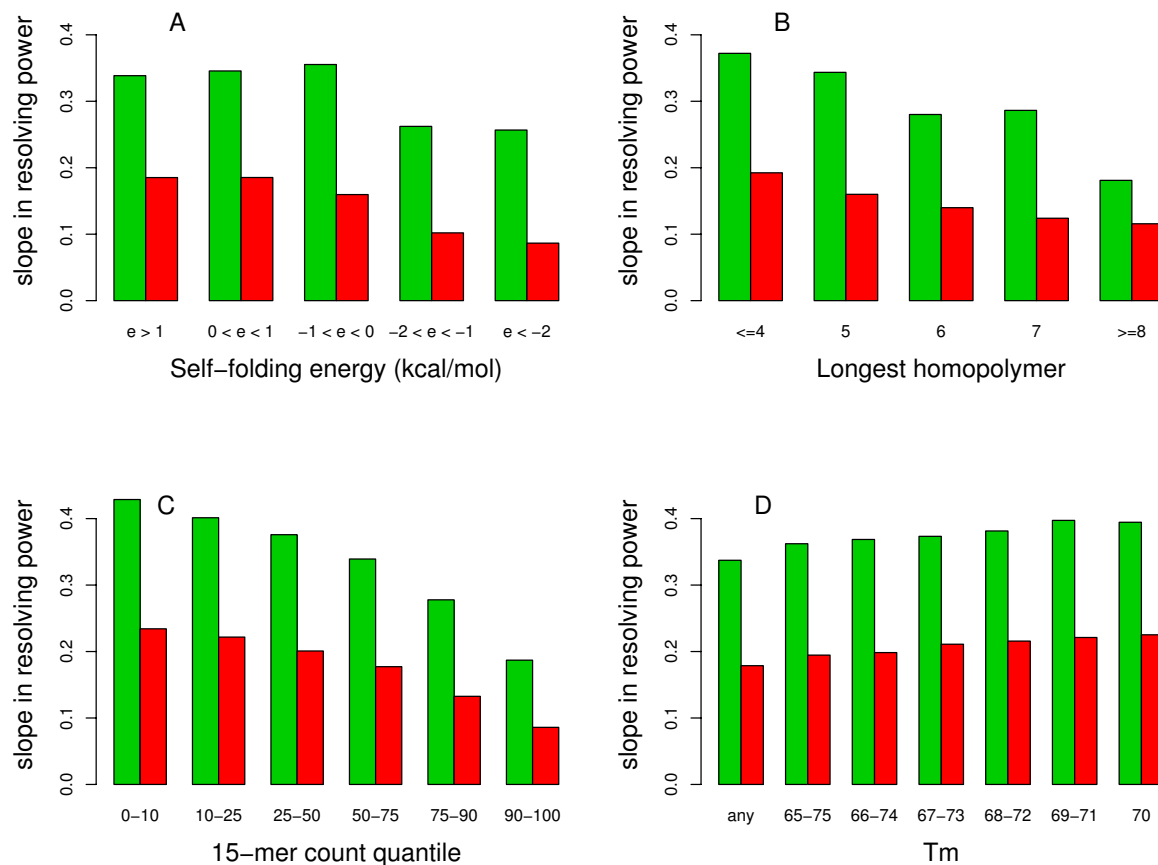 A
slope in resolving power
0.0 0.1 0.2 0.3 0.4
e > 1 0 < e < 1 −1 < e < 0 −2 < e < −1 e < −2
Self−folding energy (kcal/mol)
B
slope in resolving power
0.0 0.1 0.2 0.3 0.4
<=4 5 6 7 >=8
Longest homopolymer
C
slope in resolving power
0.0 0.1 0.2 0.3 0.4
0−10 10−25 25−50 50−75 75−90 90−100
15−mer count quantile
D
slope in resolving power
0.0 0.1 0.2 0.3 0.4
any 65−75 66−74 67−73 68−72 69−71 70
Tm